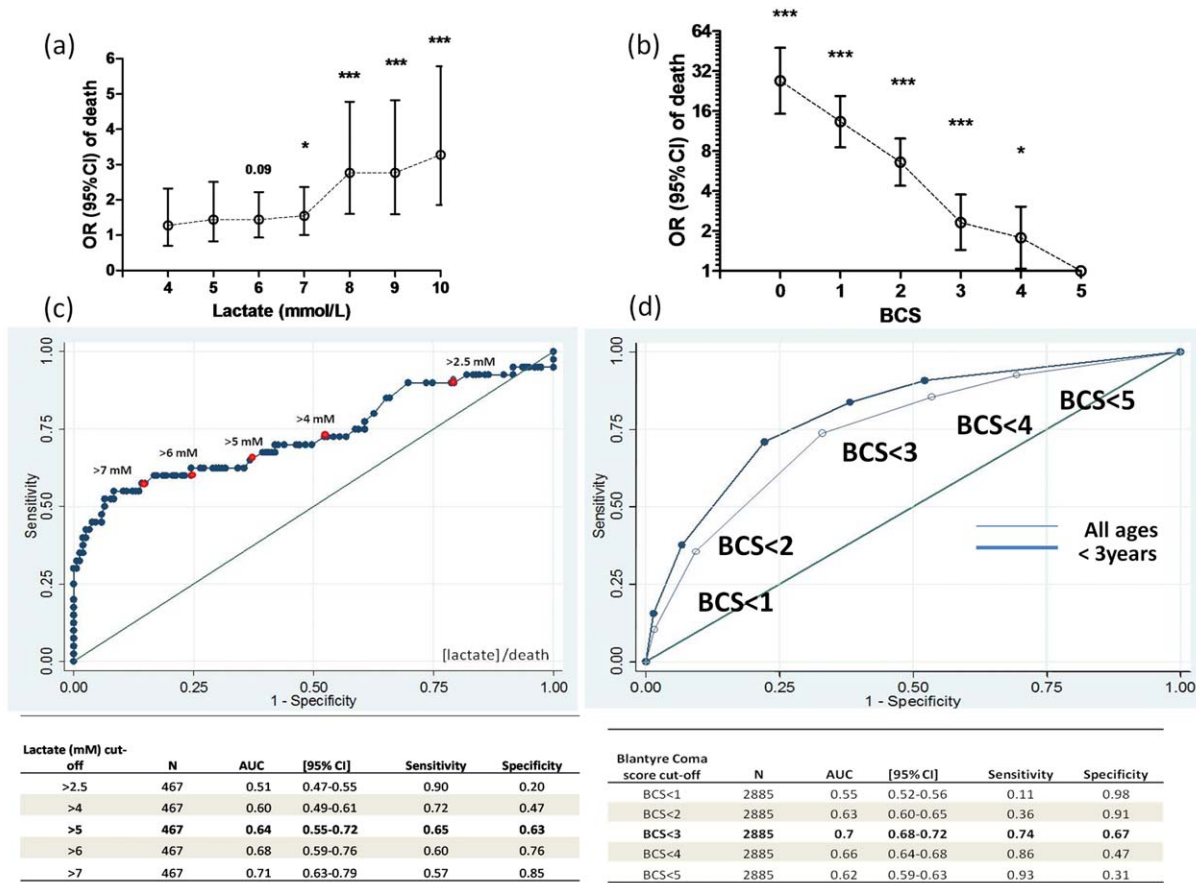 (a)
OR (95%CI) of death
6
5
4
3
2
1
0
0.09
*
***
***
***
4 5 6 7 8 9 10
Lactate (mmol/L)
(b)
OR (95%CI) of death
64
32
16
8
4
2
1
***
***
***
***
*
0 1 2 3 4 5
BCS
(c)
Sensitivity
1.00
0.75
0.50
0.25
0.00
>2.5 mM
>4 mM
>5 mM
>6 mM
>7 mM
[lactate]/death
0.00 0.25 0.50 0.75 1.00
1 - Specificity
(d)
Sensitivity
1.00
0.75
0.50
0.25
0.00
BCS<5
BCS<4
BCS<3
BCS<2
BCS<1
All ages
< 3years
0.00 0.25 0.50 0.75 1.00
1 - Specificity
Lactate (mM) cut-
off N AUC [95% CI] Sensitivity Specificity
>2.5 467 0.51 0.47-0.55 0.90 0.20
>4 467 0.60 0.49-0.61 0.72 0.47
>5 467 0.64 0.55-0.72 0.65 0.63
>6 467 0.68 0.59-0.76 0.60 0.76
>7 467 0.71 0.63-0.79 0.57 0.85
Blantyre Coma
score cut-off N AUC [95% CI] Sensitivity Specificity
BCS<1 2885 0.55 0.52-0.56 0.11 0.98
BCS<2 2885 0.63 0.60-0.65 0.36 0.91
BCS<3 2885 0.7 0.68-0.72 0.74 0.67
BCS<4 2885 0.66 0.64-0.68 0.86 0.47
BCS<5 2885 0.62 0.59-0.63 0.93 0.31